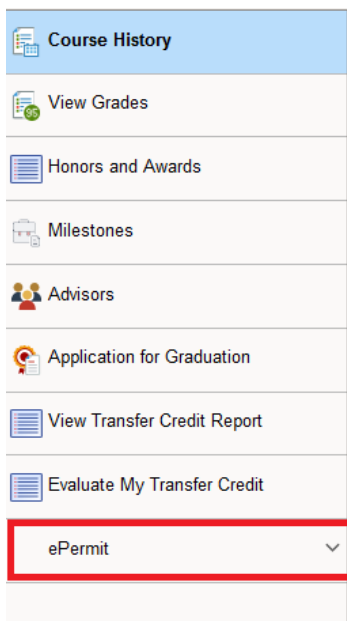 Course History
95
View Grades
Honors and Awards
Milestones
Advisors
Application for Graduation
View Transfer Credit Report
Evaluate My Transfer Credit
ePermit